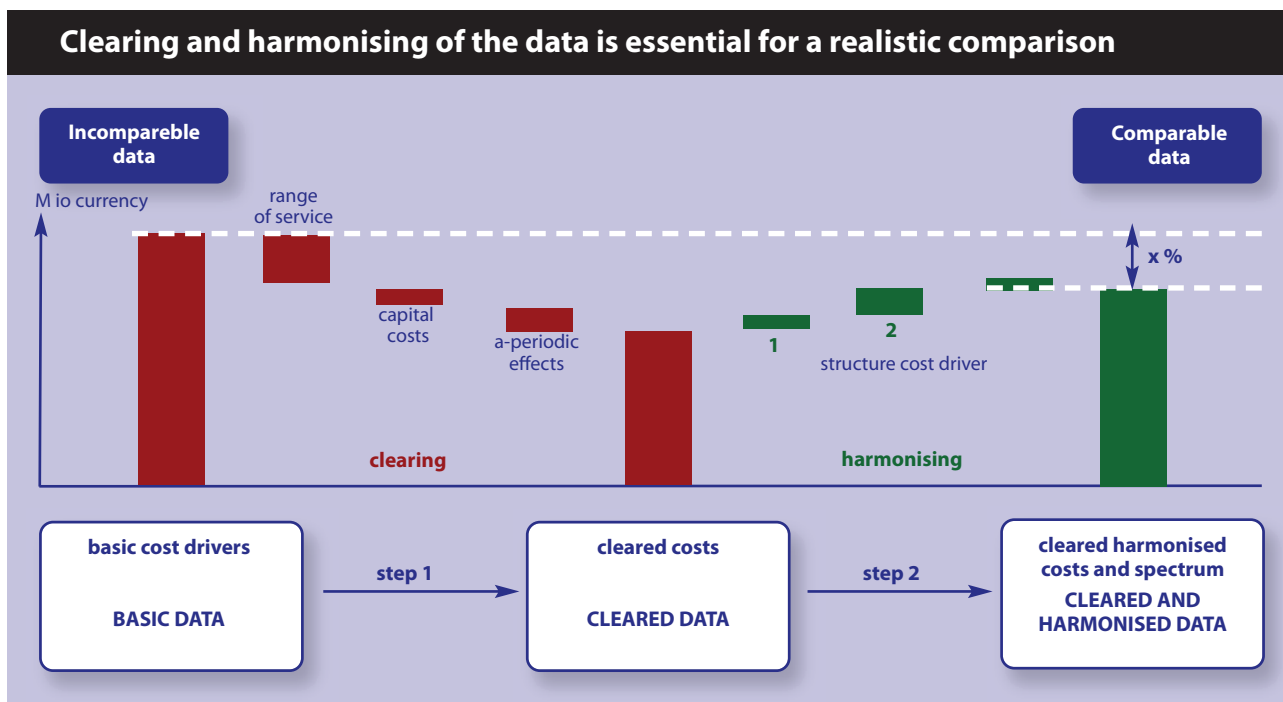 Clearing and harmonising of the data is essential for a realistic comparison
Incompareble
data
Comparable
data
M io currency
range
of service
x %
capital
costs
a-periodic
effects
1
2
structure cost driver
clearing
harmonising
basic cost drivers
BASIC DATA
step 1
cleared costs
CLEARED DATA
step 2
cleared harmonised
costs and spectrum
CLEARED AND
HARMONISED DATA